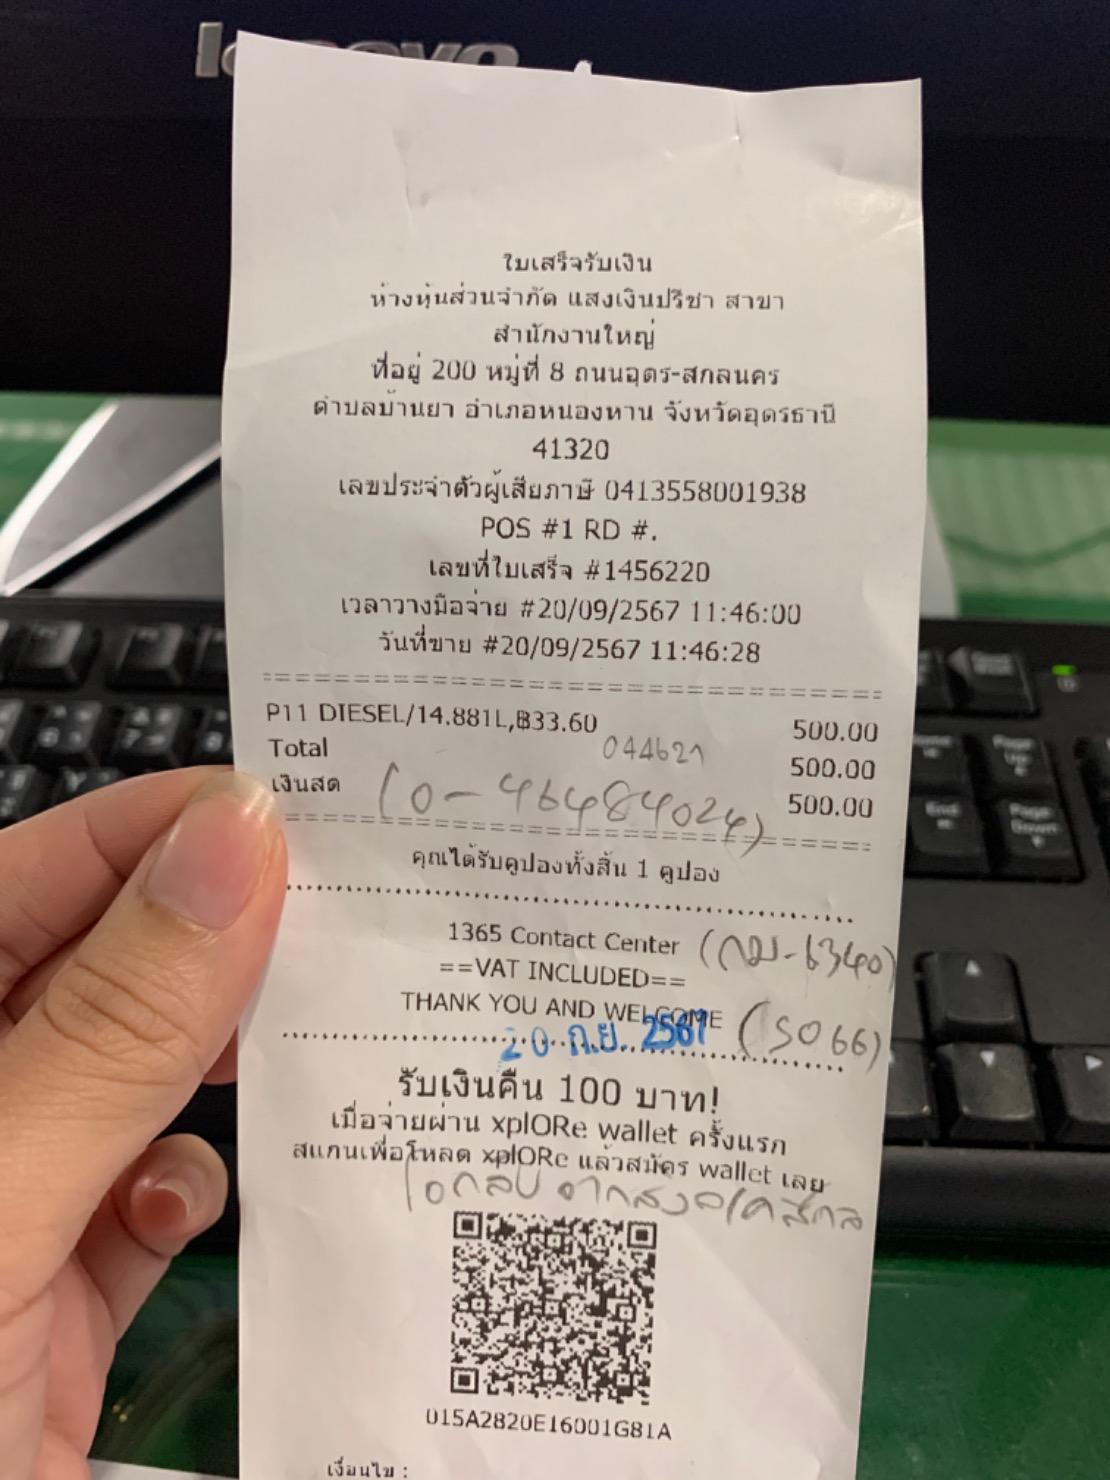 lenovo
ใบเสร็จรับเงิน
ห้างหุ้นส่วนจำกัด แสงเงินปรีชา สาขา
สำนักงานใหญ่
ที่อยู่ 200 หมู่ที่ 8 ถนนอุดร-สกลนคร
ตำบลบ้านยา อำเภอหนองหาน จังหวัดอุดรธานี
41320
เลขประจำตัวผู้เสียภาษี 0413558001938
POS #1 RD #.
เลขที่ใบเสร็จ #1456220
เวลาวางมือจ่าย #20/09/2567 11:46:00
วันที่ขาย #20/09/2567 11:46:28
P11 DIESEL/14.881L,฿33.60 500.00
Total 500.00
เงินสด 500.00
(0-46484024)
คุณได้รับคูปองทั้งสิ้น 1 คูปอง
1365 Contact Center (กม-6340)
==VAT INCLUDED==
THANK YOU AND WELCOME (5066)
20 ก.ย. 2567
รับเงินคืน 100 บาท!
เมื่อจ่ายผ่าน xplORe wallet ครั้งแรก
สแกนเพื่อโหลด xplORe แล้วสมัคร wallet เลย
015A2820E16001G81A
เงื่อนไข :